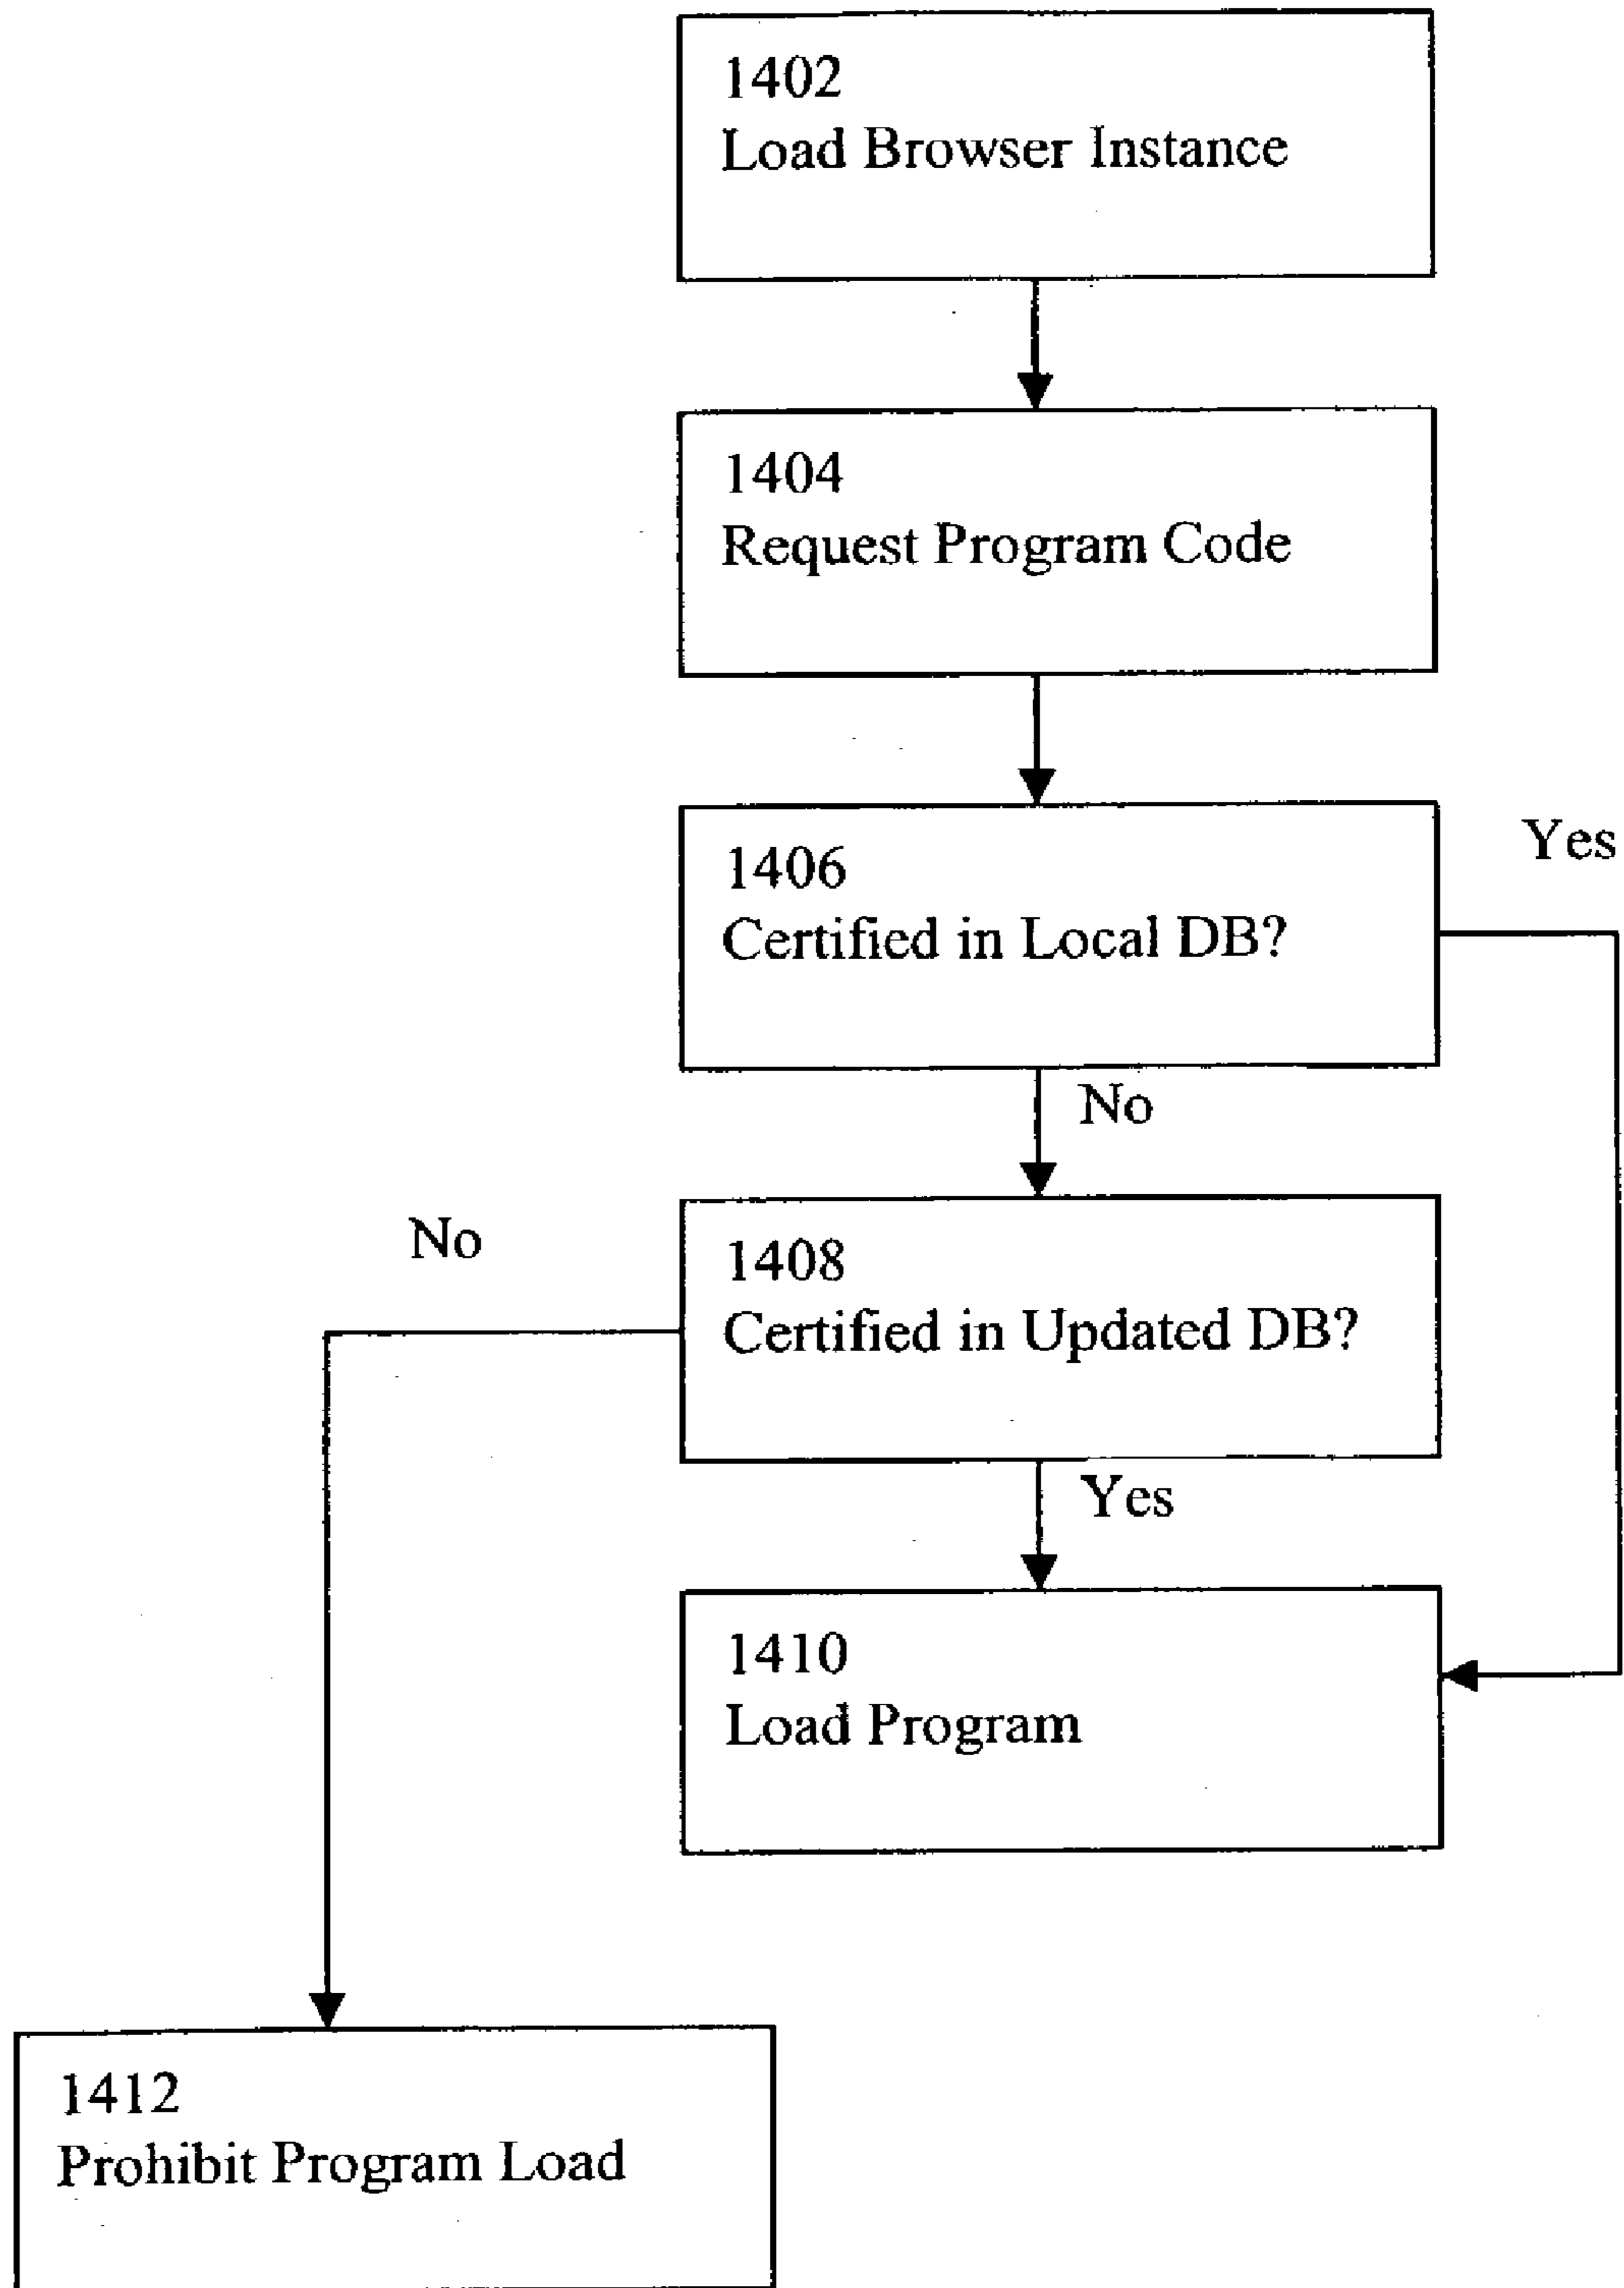 1402
Load Browser Instance
1404
Request Program Code
1406
Certified in Local DB?
Yes
No
1408
Certified in Updated DB?
No
Yes
1410
Load Program
1412
Prohibit Program Load